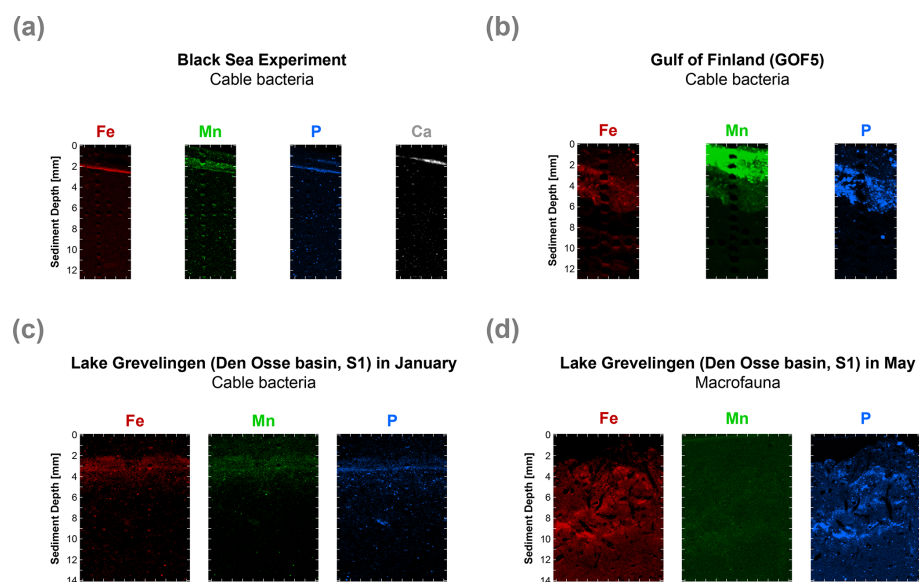 (a)
Black Sea Experiment
Cable bacteria
Fe Mn P Ca
Sediment Depth [mm]
0
2
4
6
8
10
12
(b)
Gulf of Finland (GOF5)
Cable bacteria
Fe Mn P
Sediment Depth [mm]
0
2
4
6
8
10
12
(c)
Lake Grevelingen (Den Osse basin, S1) in January
Cable bacteria
Fe Mn P
Sediment Depth [mm]
0
2
4
6
8
10
12
14
(d)
Lake Grevelingen (Den Osse basin, S1) in May
Macrofauna
Fe Mn P
Sediment Depth [mm]
0
2
4
6
8
10
12
14